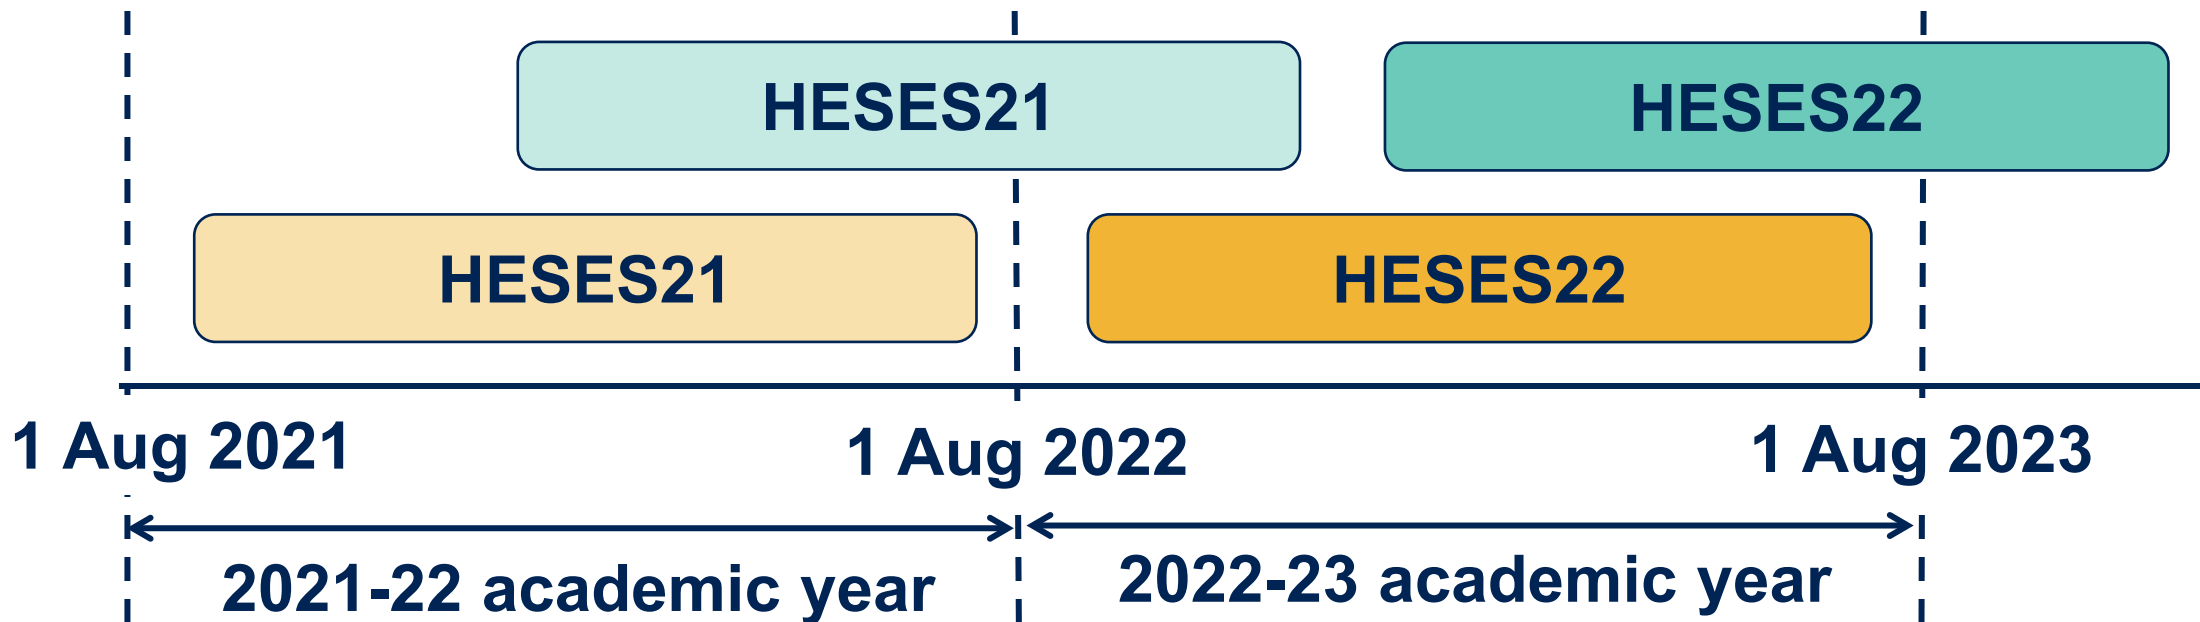 HESES21
HESES22
HESES21
HESES22
1 Aug 2021
1 Aug 2022
1 Aug 2023
2021-22 academic year
2022-23 academic year